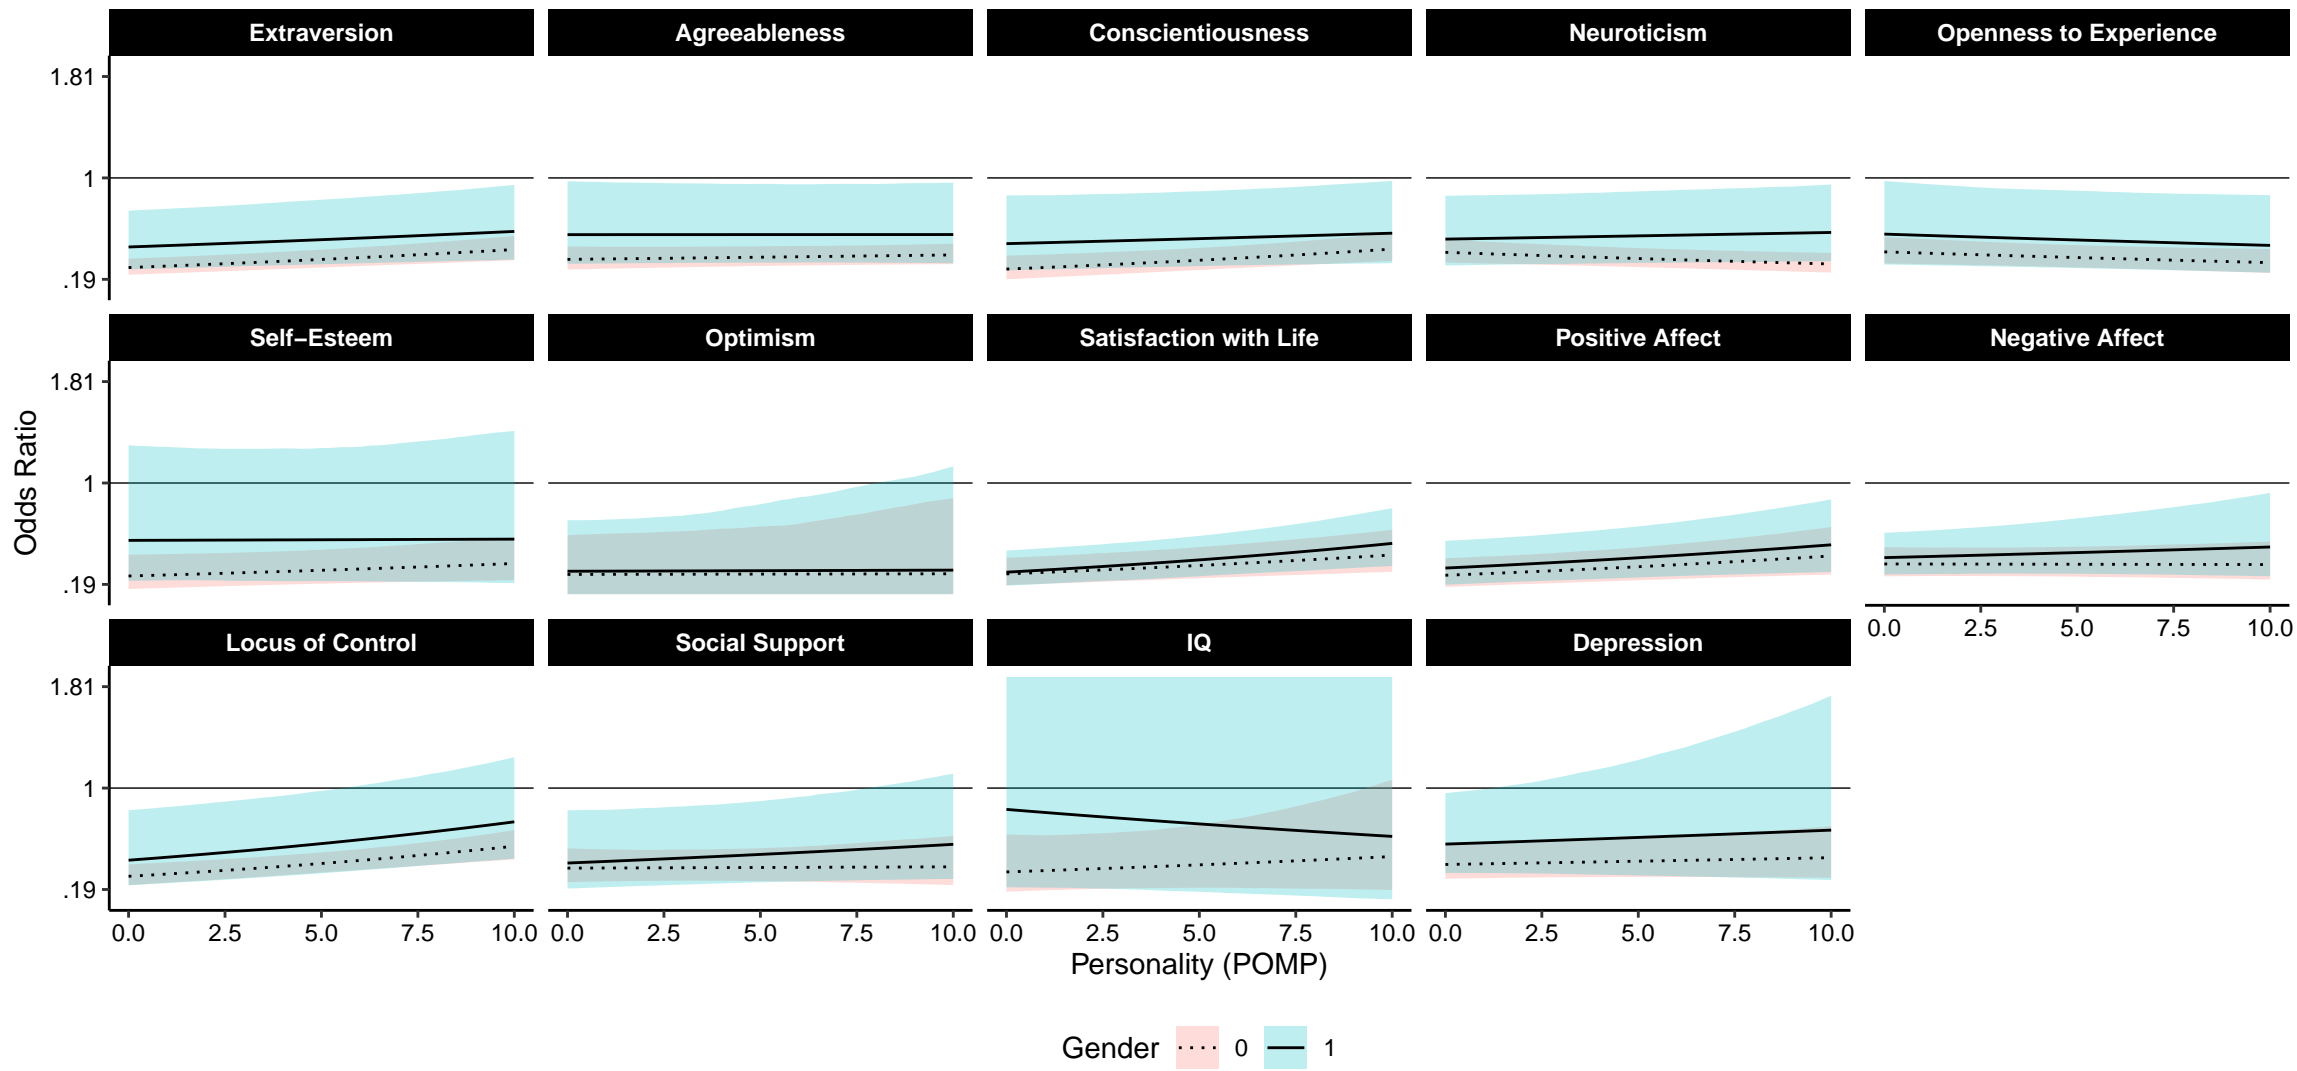 Extraversion Agreeableness Conscientiousness Neuroticism Openness to Experience
1.81
1
.19
Self−Esteem Optimism Satisfaction with Life Positive Affect Negative Affect
1.81
1
.19
0.0 2.5 5.0 7.5 10.0
Odds Ratio
Locus of Control Social Support IQ Depression
1.81
1
.19
0.0 2.5 5.0 7.5 10.0 0.0 2.5 5.0 7.5 10.0 0.0 2.5 5.0 7.5 10.0 0.0 2.5 5.0 7.5 10.0
Personality (POMP)
Gender 0 1